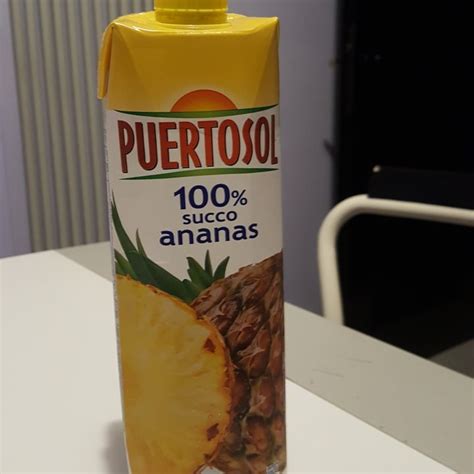 PUERTOSOL
100%
succo
ananas